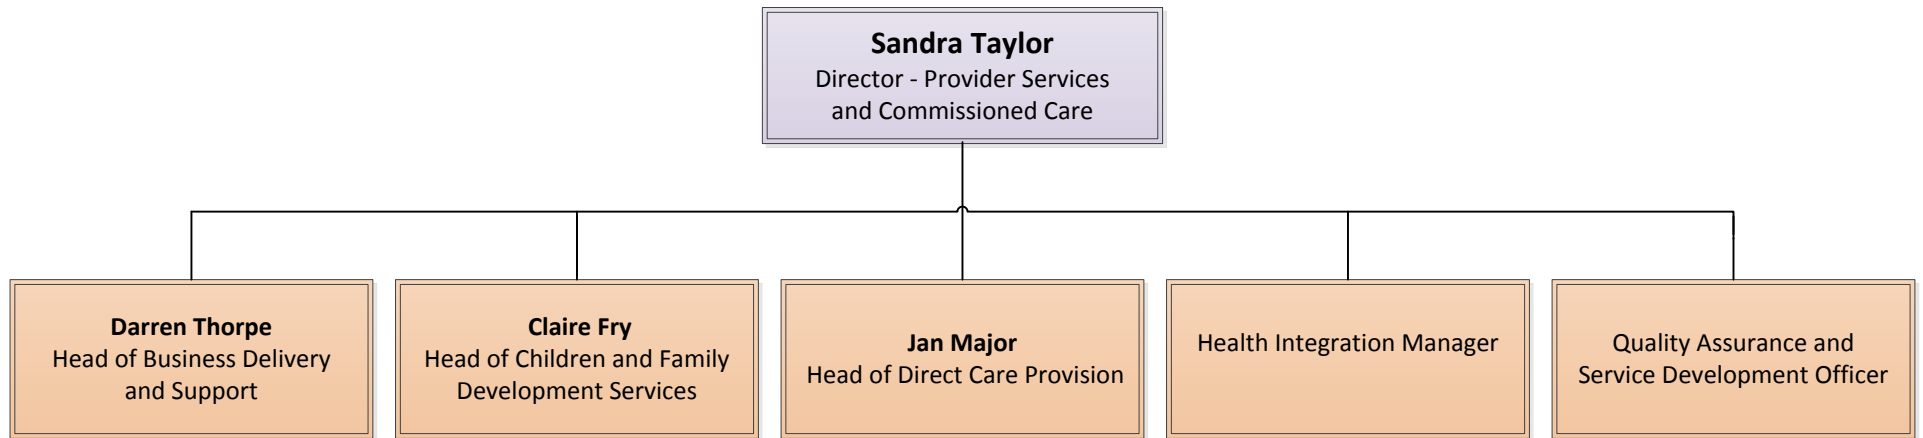 Sandra Taylor
Director - Provider Services
and Commissioned Care
Darren Thorpe
Head of Business Delivery
and Support
Claire Fry
Head of Children and Family
Development Services
Jan Major
Head of Direct Care Provision
Health Integration Manager
Quality Assurance and
Service Development Officer